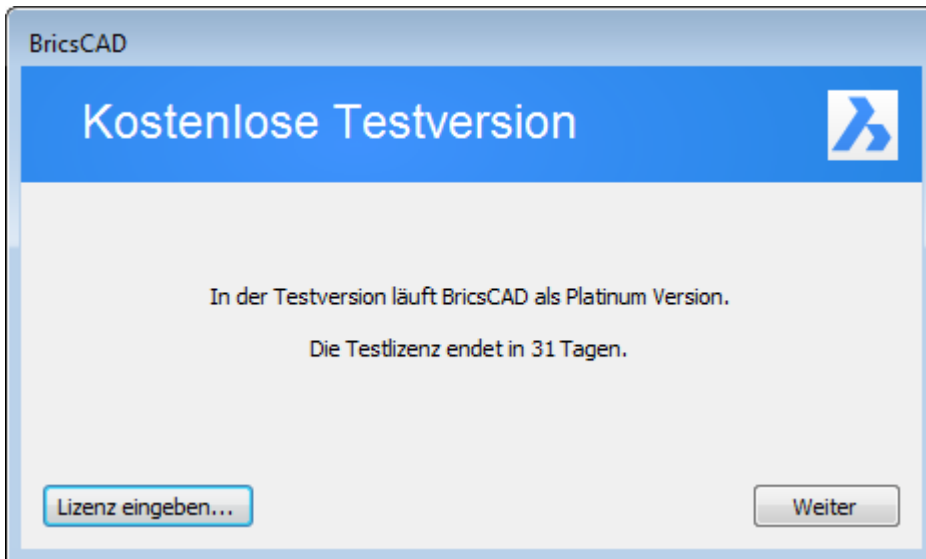 BricsCAD
Kostenlose Testversion
In der Testversion läuft BricsCAD als Platinum Version.
Die Testlizenz endet in 31 Tagen.
Lizenz eingeben...
Weiter